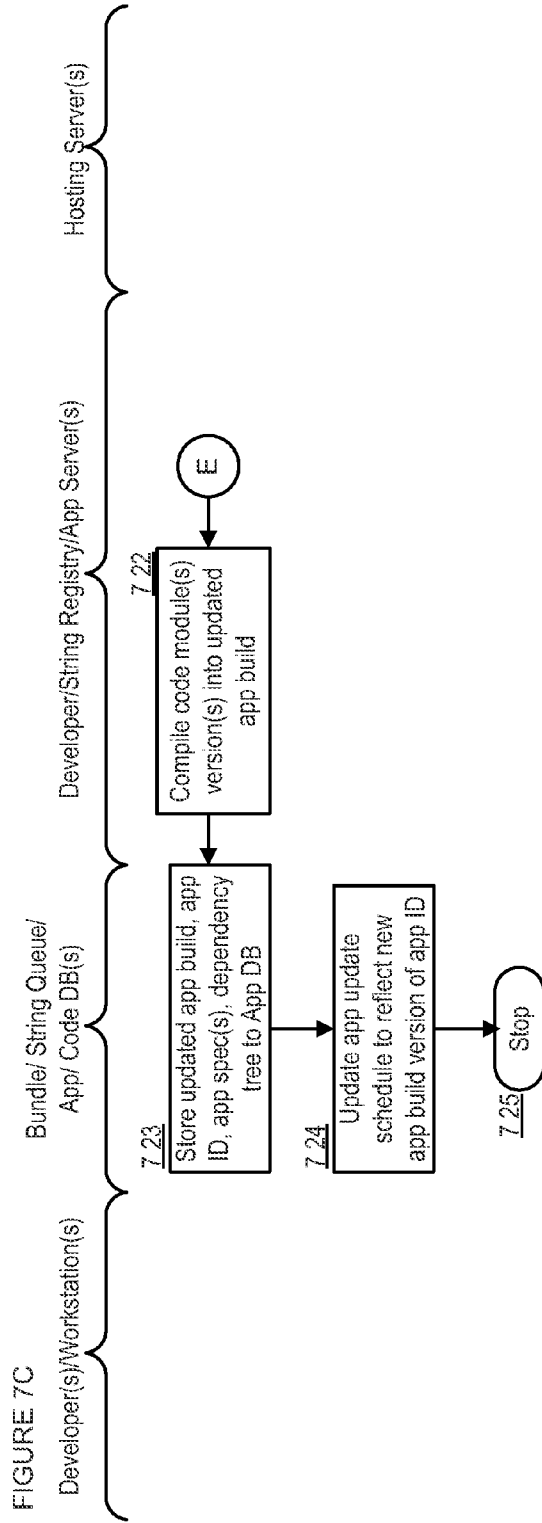 FIGURE 7C
Developer(s)/Workstation(s)
Bundle/ String Queue/
App/ Code DB(s)
Developer/String Registry/App Server(s)
Hosting Server(s)
E
7.22
Compile code module(s)
version(s) into updated
app build
7.23
Store updated app build, app
ID, app spec(s), dependency
tree to App DB
7.24
Update app update
schedule to reflect new
app build version of app ID
Stop
7.25